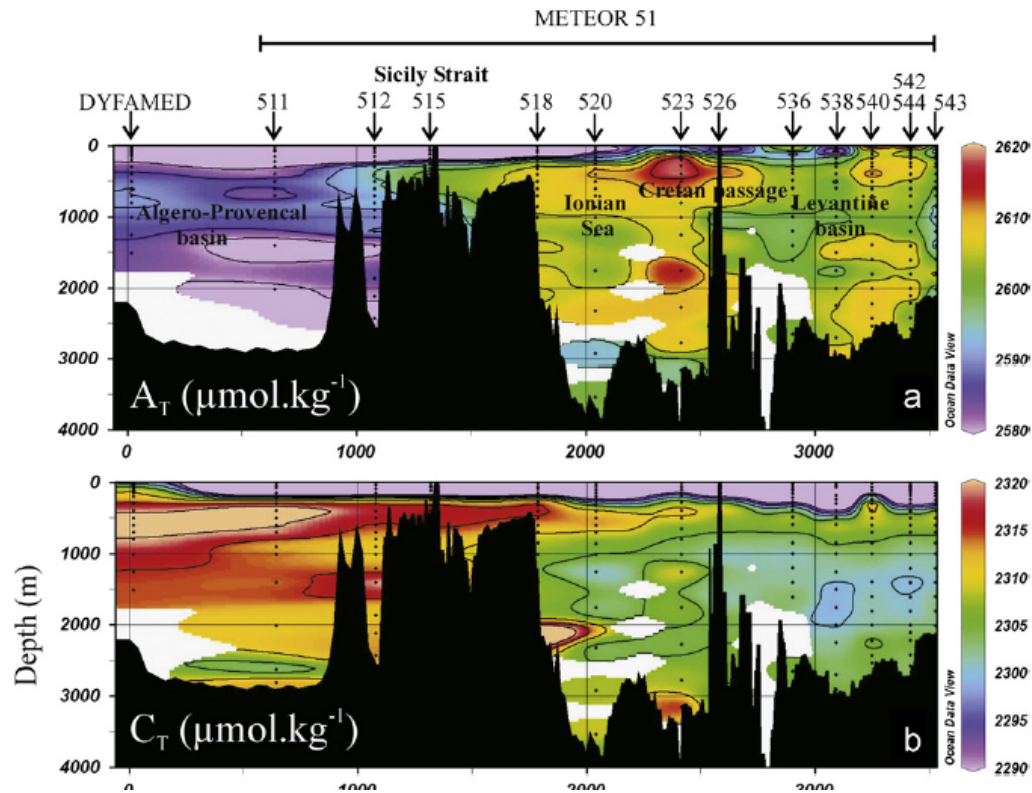 METEOR 51
Sicily Strait
542
DYFAMED 511 512 515 518 520 523 526 536 538 540 544 543
0
1000
2000
3000
4000
Algero-Provencal
basin
Ionian
Sea
Cretan passage
Levantine
basin
A_T (µmol.kg⁻¹)
a
Ocean Data View
2620
2610
2600
2590
2580
0 1000 2000 3000
Depth (m)
0
1000
2000
3000
4000
C_T (µmol.kg⁻¹)
b
Ocean Data View
2320
2315
2310
2305
2300
2295
2290
0 1000 2000 3000